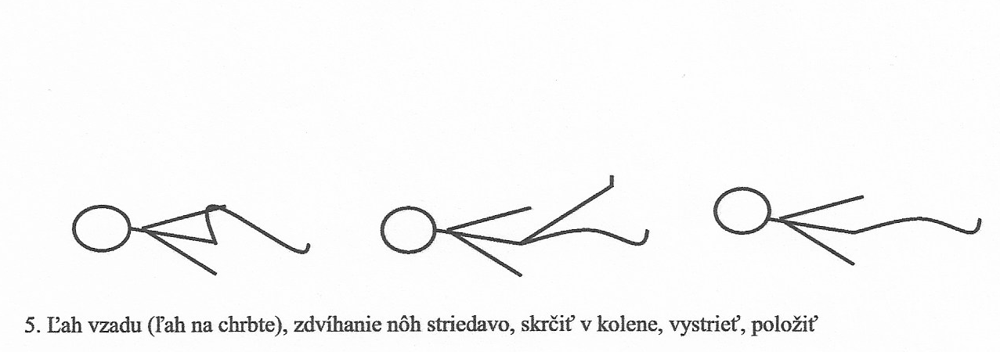 5. Ľah vzadu (ľah na chrbte), zdvíhanie nôh striedavo, skrčiť v kolene, vystrieť, položiť